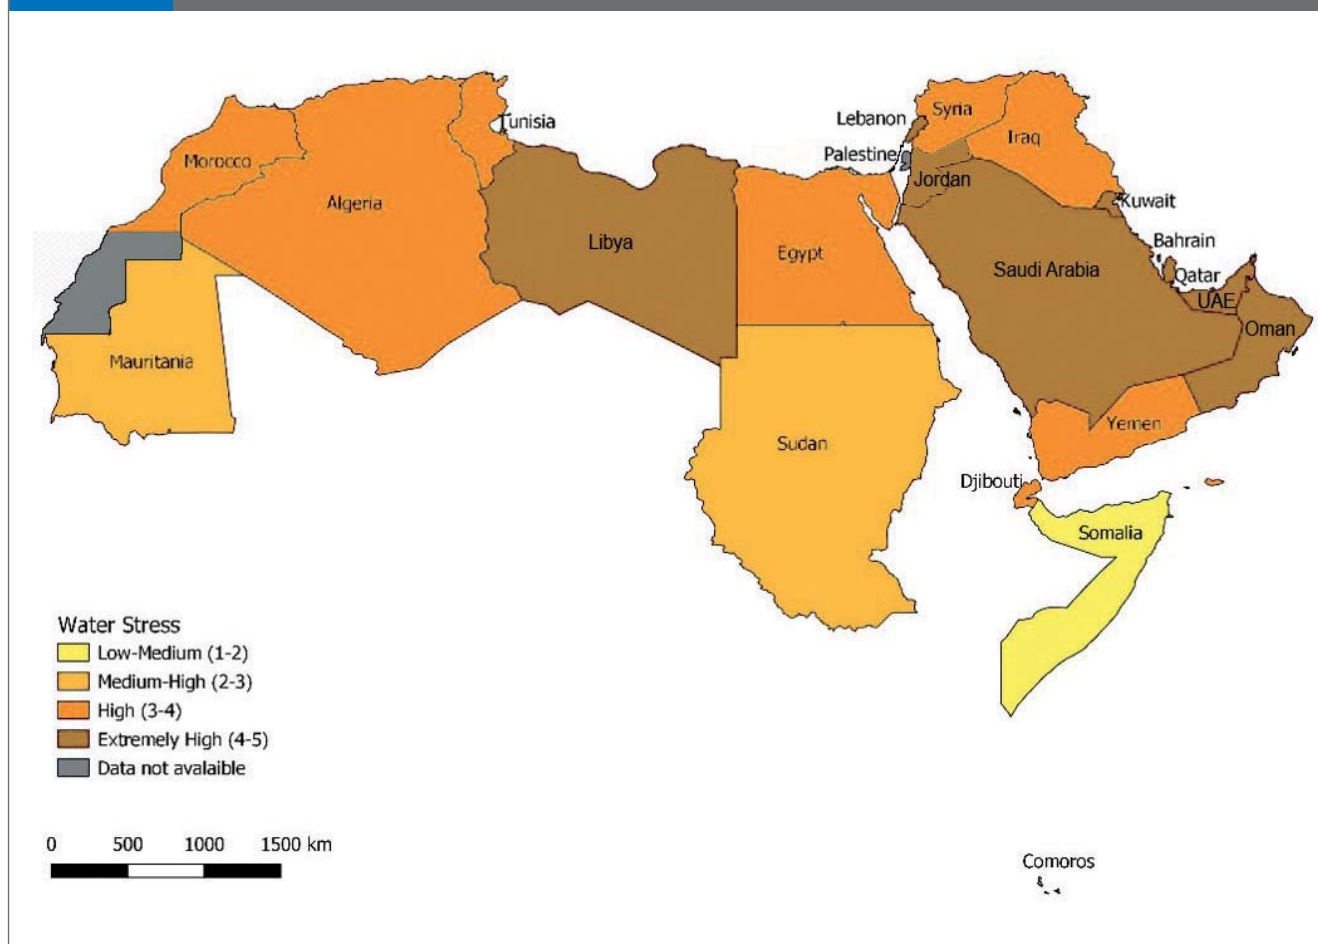 Tunisia
Lebanon
Syria
Morocco
Palestine
Iraq
Algeria
Jordan
Kuwait
Libya
Egypt
Bahrain
Saudi Arabia
Qatar
UAE
Oman
Mauritania
Sudan
Yemen
Djibouti
Somalia
Water Stress
Low-Medium (1-2)
Medium-High (2-3)
High (3-4)
Extremely High (4-5)
Data not avalaible
0 500 1000 1500 km
Comoros